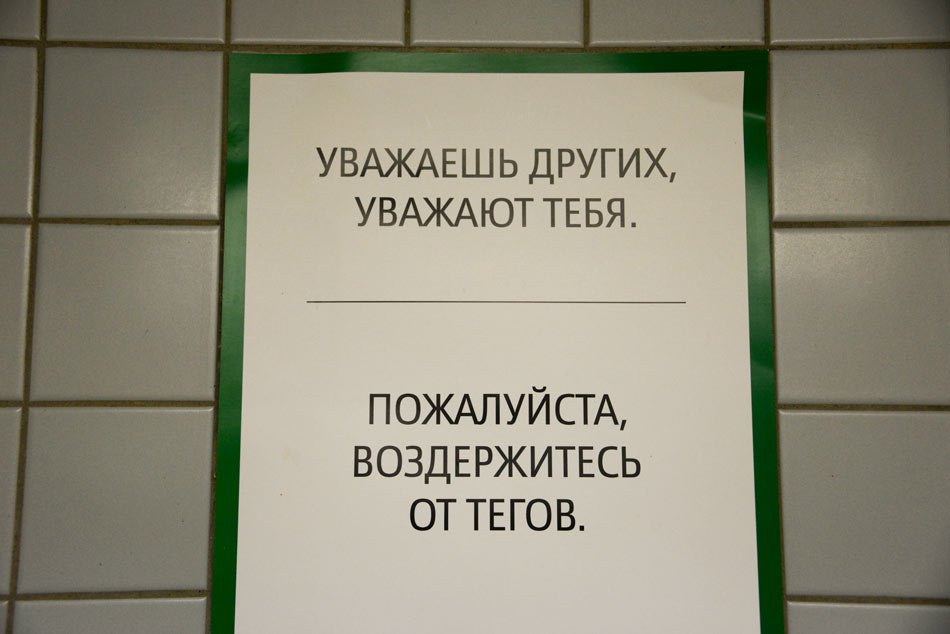 УВАЖАЕШЬ ДРУГИХ,
УВАЖАЮТ ТЕБЯ.
ПОЖАЛУЙСТА,
ВОЗДЕРЖИТЕСЬ
ОТ ТЕГОВ.